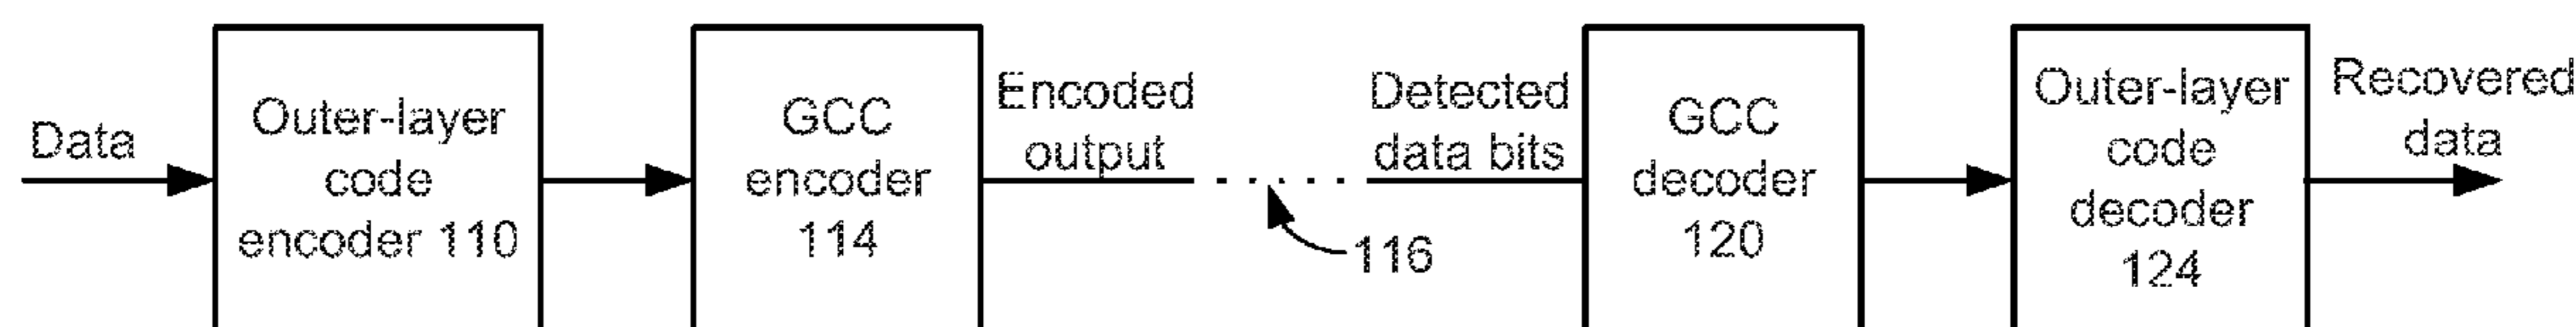 Data
Outer-layer
code
encoder 110
GCC
encoder
114
Encoded
output
116
Detected
data bits
GCC
decoder
120
Outer-layer
code
decoder
124
Recovered
data